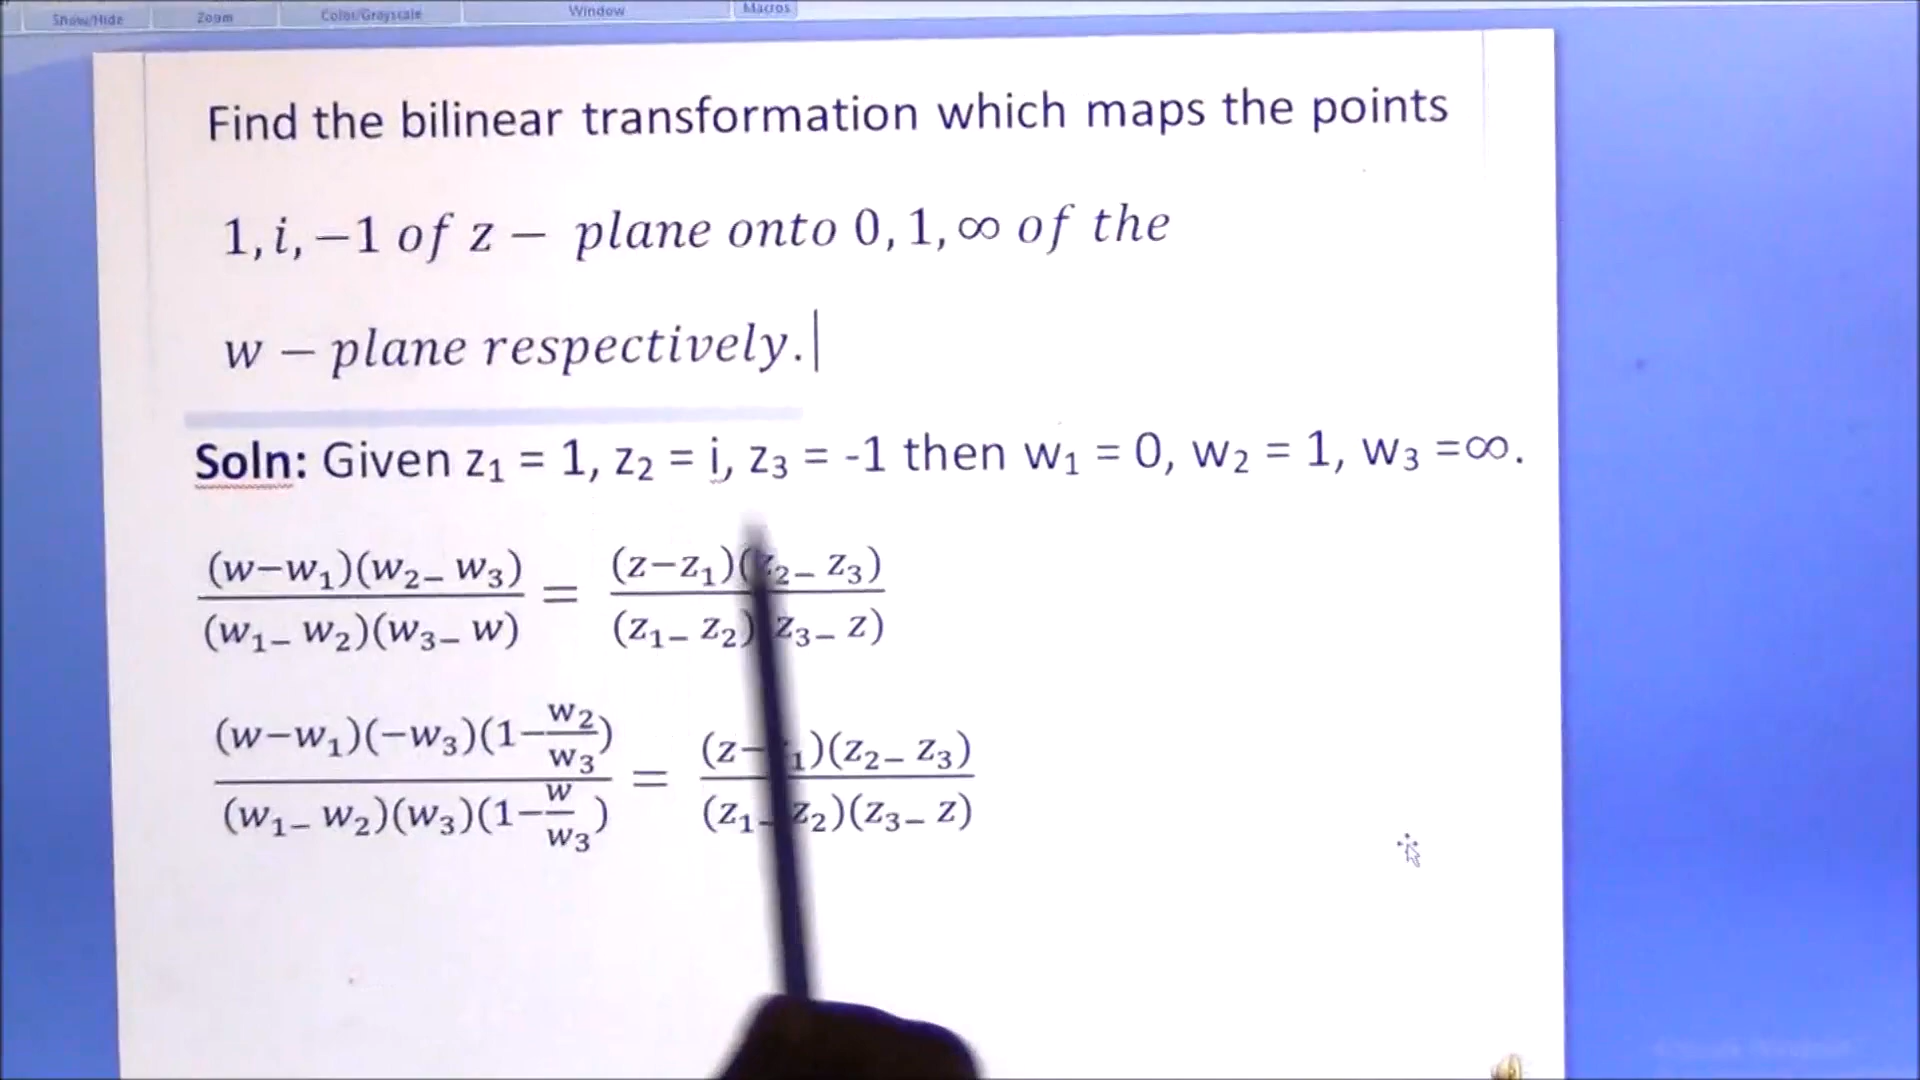 Show/Hide Zoom Color/Grayscale Window Macros
Find the bilinear transformation which maps the points
1, i, −1 of z − plane onto 0, 1, ∞ of the
w − plane respectively.
Soln: Given z₁ = 1, z₂ = i, z₃ = -1 then w₁ = 0, w₂ = 1, w₃ =∞.
(w−w₁)(w₂− w₃) / (w₁− w₂)(w₃− w) = (z−z₁)(z₂− z₃) / (z₁− z₂)(z₃− z)
(w−w₁)(−w₃)(1−w₂/w₃) / (w₁− w₂)(w₃)(1−w/w₃) = (z−z₁)(z₂− z₃) / (z₁− z₂)(z₃− z)